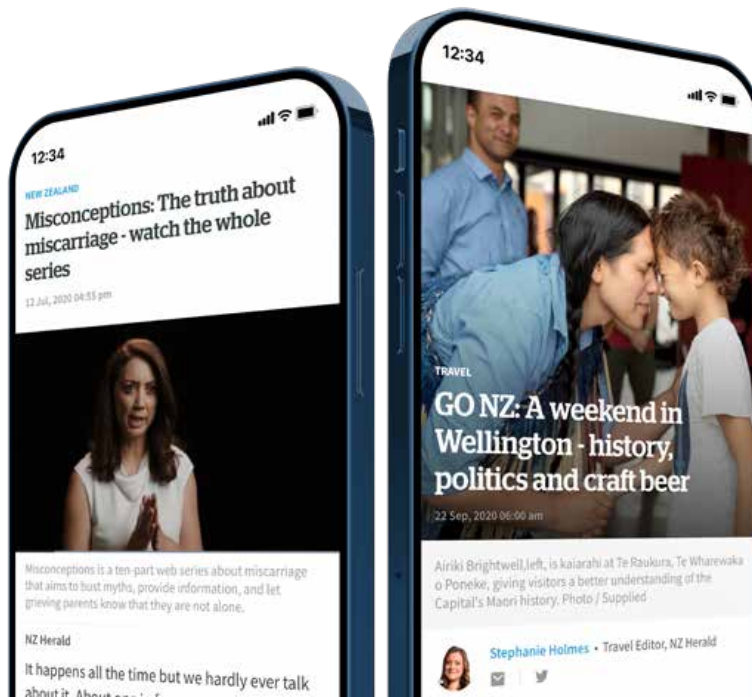 12:34
NEW ZEALAND
Misconceptions: The truth about
miscarriage - watch the whole
series
12 Jul, 2020 04:55 pm
Misconceptions is a ten-part web series about miscarriage
that aims to bust myths, provide information, and let
grieving parents know that they are not alone.
NZ Herald
It happens all the time but we hardly ever talk
about it. About one in
12:34
TRAVEL
GO NZ: A weekend in
Wellington - history,
politics and craft beer
22 Sep, 2020 06:00 am
Airiki Brightwell,left, is kaiarahi at Te Raukura, Te Wharewaka
o Poneke, giving visitors a better understanding of the
Capital's Maori history. Photo / Supplied
Stephanie Holmes • Travel Editor, NZ Herald